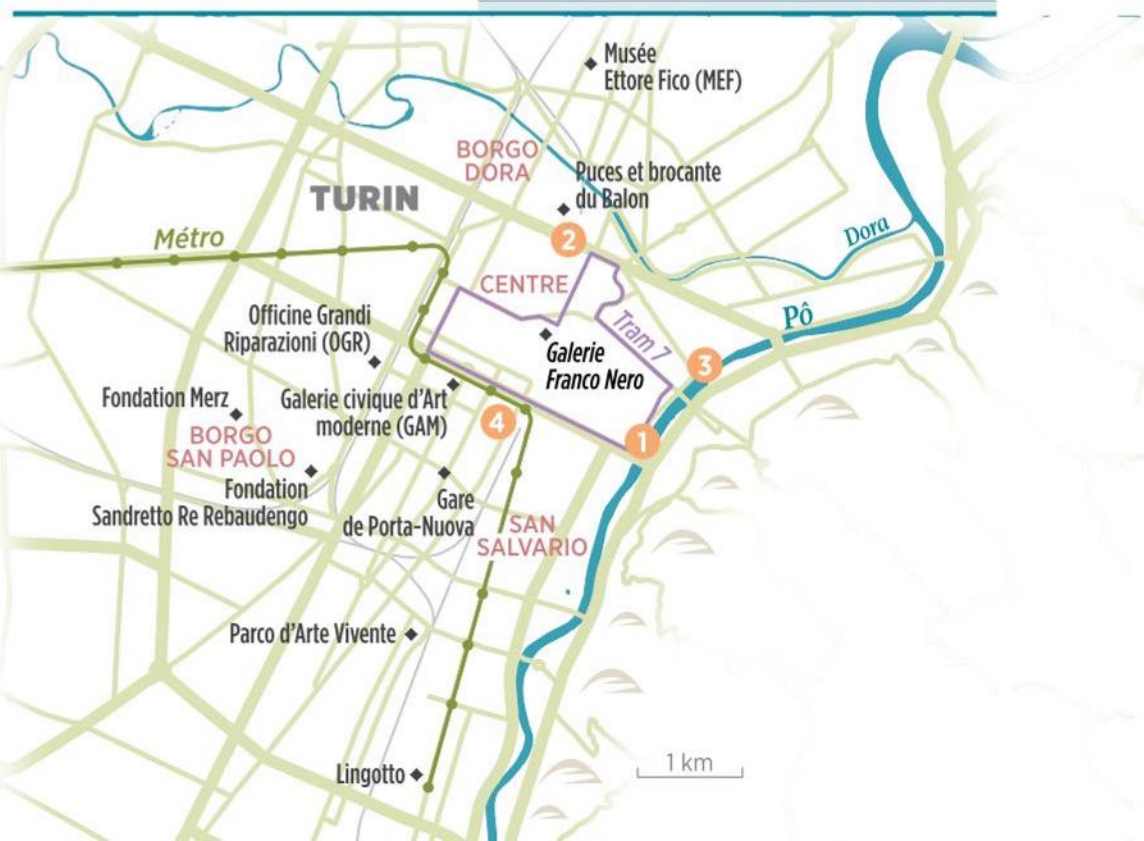 Musée
Ettore Fico (MEF)
BORGO
DORA
Puces et brocante
du Balon
TURIN
2
Dora
Métro
CENTRE
Pô
Officine Grandi
Riparazioni (OGR)
Tram 7
Galerie
Franco Nero
3
Fondation Merz
Galerie civique d'Art
moderne (GAM)
4
1
BORGO
SAN PAOLO
Fondation
Sandretto Re Rebaudengo
Gare
de Porta-Nuova
SAN
SALVARIO
Parco d'Arte Vivente
1 km
Lingotto